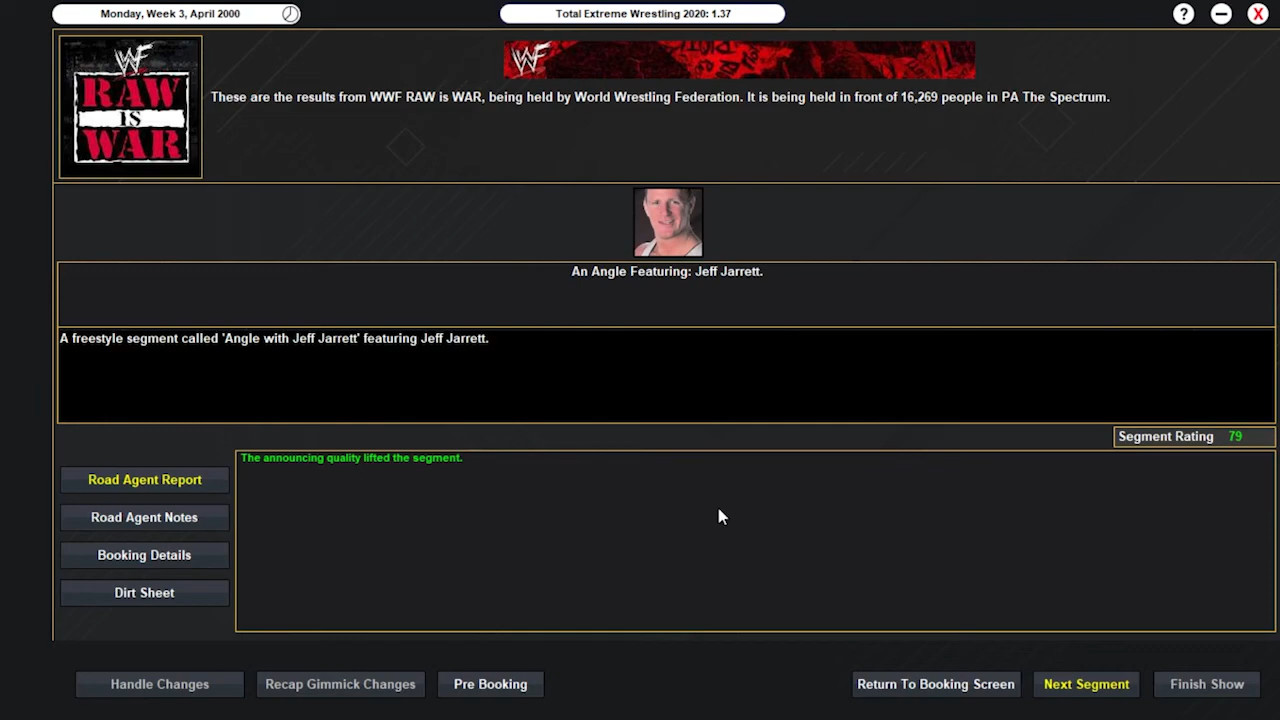 Monday, Week 3, April 2000
Total Extreme Wrestling 2020: 1.37
?
X
WF
RAW
IS
WAR
WF
These are the results from WWF RAW is WAR, being held by World Wrestling Federation. It is being held in front of 16,269 people in PA The Spectrum.
An Angle Featuring: Jeff Jarrett.
A freestyle segment called 'Angle with Jeff Jarrett' featuring Jeff Jarrett.
Segment Rating 79
The announcing quality lifted the segment.
Road Agent Report
Road Agent Notes
Booking Details
Dirt Sheet
Handle Changes
Recap Gimmick Changes
Pre Booking
Return To Booking Screen
Next Segment
Finish Show